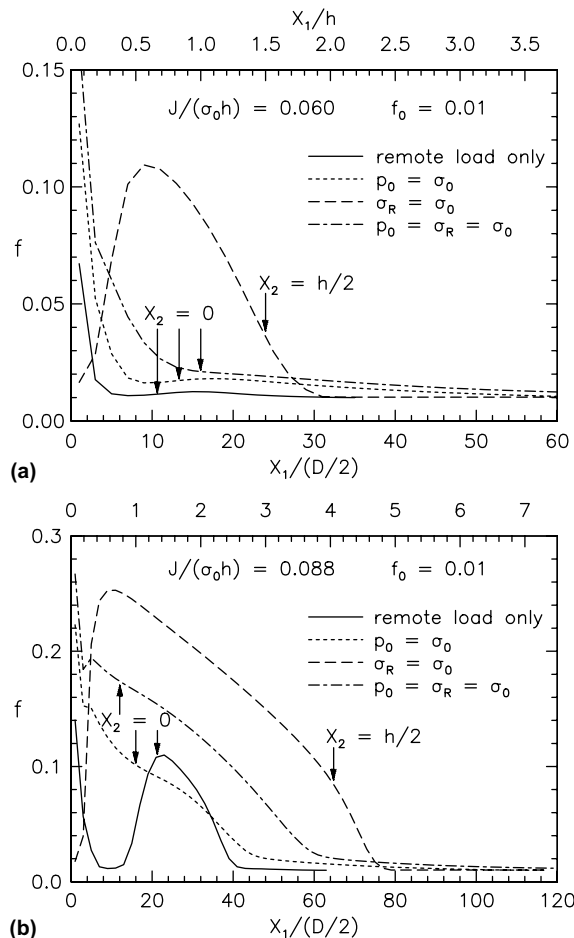 X₁/h
0.0 0.5 1.0 1.5 2.0 2.5 3.0 3.5
0.15
J/(σ₀h) = 0.060 f₀ = 0.01
remote load only
p₀ = σ₀
σ_R = σ₀
p₀ = σ_R = σ₀
0.10
f
X₂ = h/2
X₂ = 0
0.05
0.00
0 10 20 30 40 50 60
X₁/(D/2)
(a)
0 1 2 3 4 5 6 7
0.3
J/(σ₀h) = 0.088 f₀ = 0.01
remote load only
p₀ = σ₀
σ_R = σ₀
p₀ = σ_R = σ₀
0.2
f
X₂ = 0
X₂ = h/2
0.1
0.0
0 20 40 60 80 100 120
X₁/(D/2)
(b)